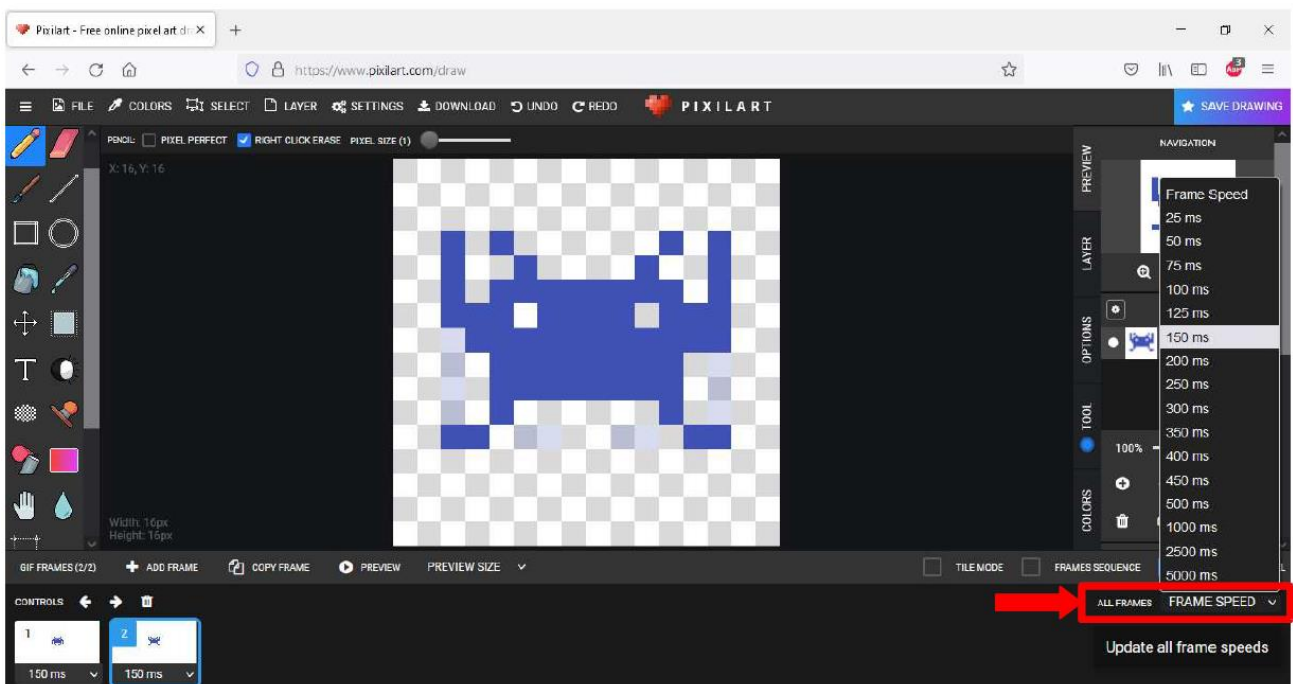 Pixilart - Free online pixel art dr
https://www.pixilart.com/draw
3
FILE COLORS SELECT LAYER SETTINGS DOWNLOAD UNDO REDO PIXILART SAVE DRAWING
PENCIL: PIXEL PERFECT RIGHT CLICK ERASE PIXEL SIZE (1)
X: 16, Y: 16
NAVIGATION
PREVIEW
LAYER
OPTIONS
TOOL
COLORS
100%
Frame Speed
25 ms
50 ms
75 ms
100 ms
125 ms
150 ms
200 ms
250 ms
300 ms
350 ms
400 ms
450 ms
500 ms
1000 ms
2500 ms
5000 ms
Width: 16px
Height: 16px
GIF FRAMES (2/2) ADD FRAME COPY FRAME PREVIEW PREVIEW SIZE TILE MODE FRAMES SEQUENCE
CONTROLS ALL FRAMES FRAME SPEED
1 2
150 ms 150 ms
Update all frame speeds